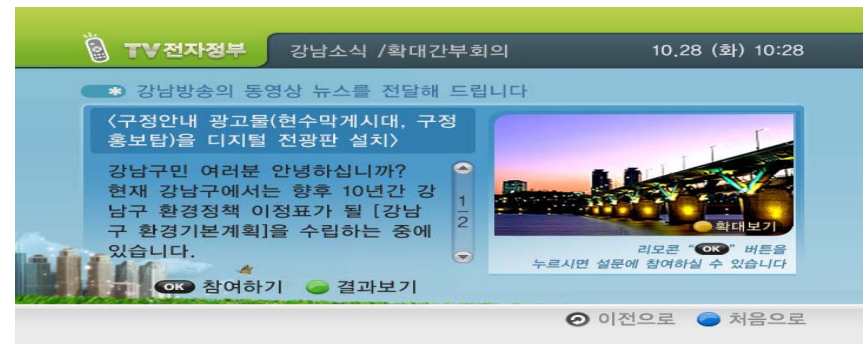 TV전자정부
강남소식 /확대간부회의
10.28 (화) 10:28
강남방송의 동영상 뉴스를 전달해 드립니다
〈구정안내 광고물(현수막게시대, 구정
홍보탑)을 디지털 전광판 설치〉
강남구민 여러분 안녕하십니까?
현재 강남구에서는 향후 10년간 강
남구 환경정책 이정표가 될 [강남
구 환경기본계획]을 수립하는 중에
있습니다.
1
2
확대보기
리모콘 "OK" 버튼을
누르시면 설문에 참여하실 수 있습니다
OK 참여하기 결과보기
이전으로 처음으로